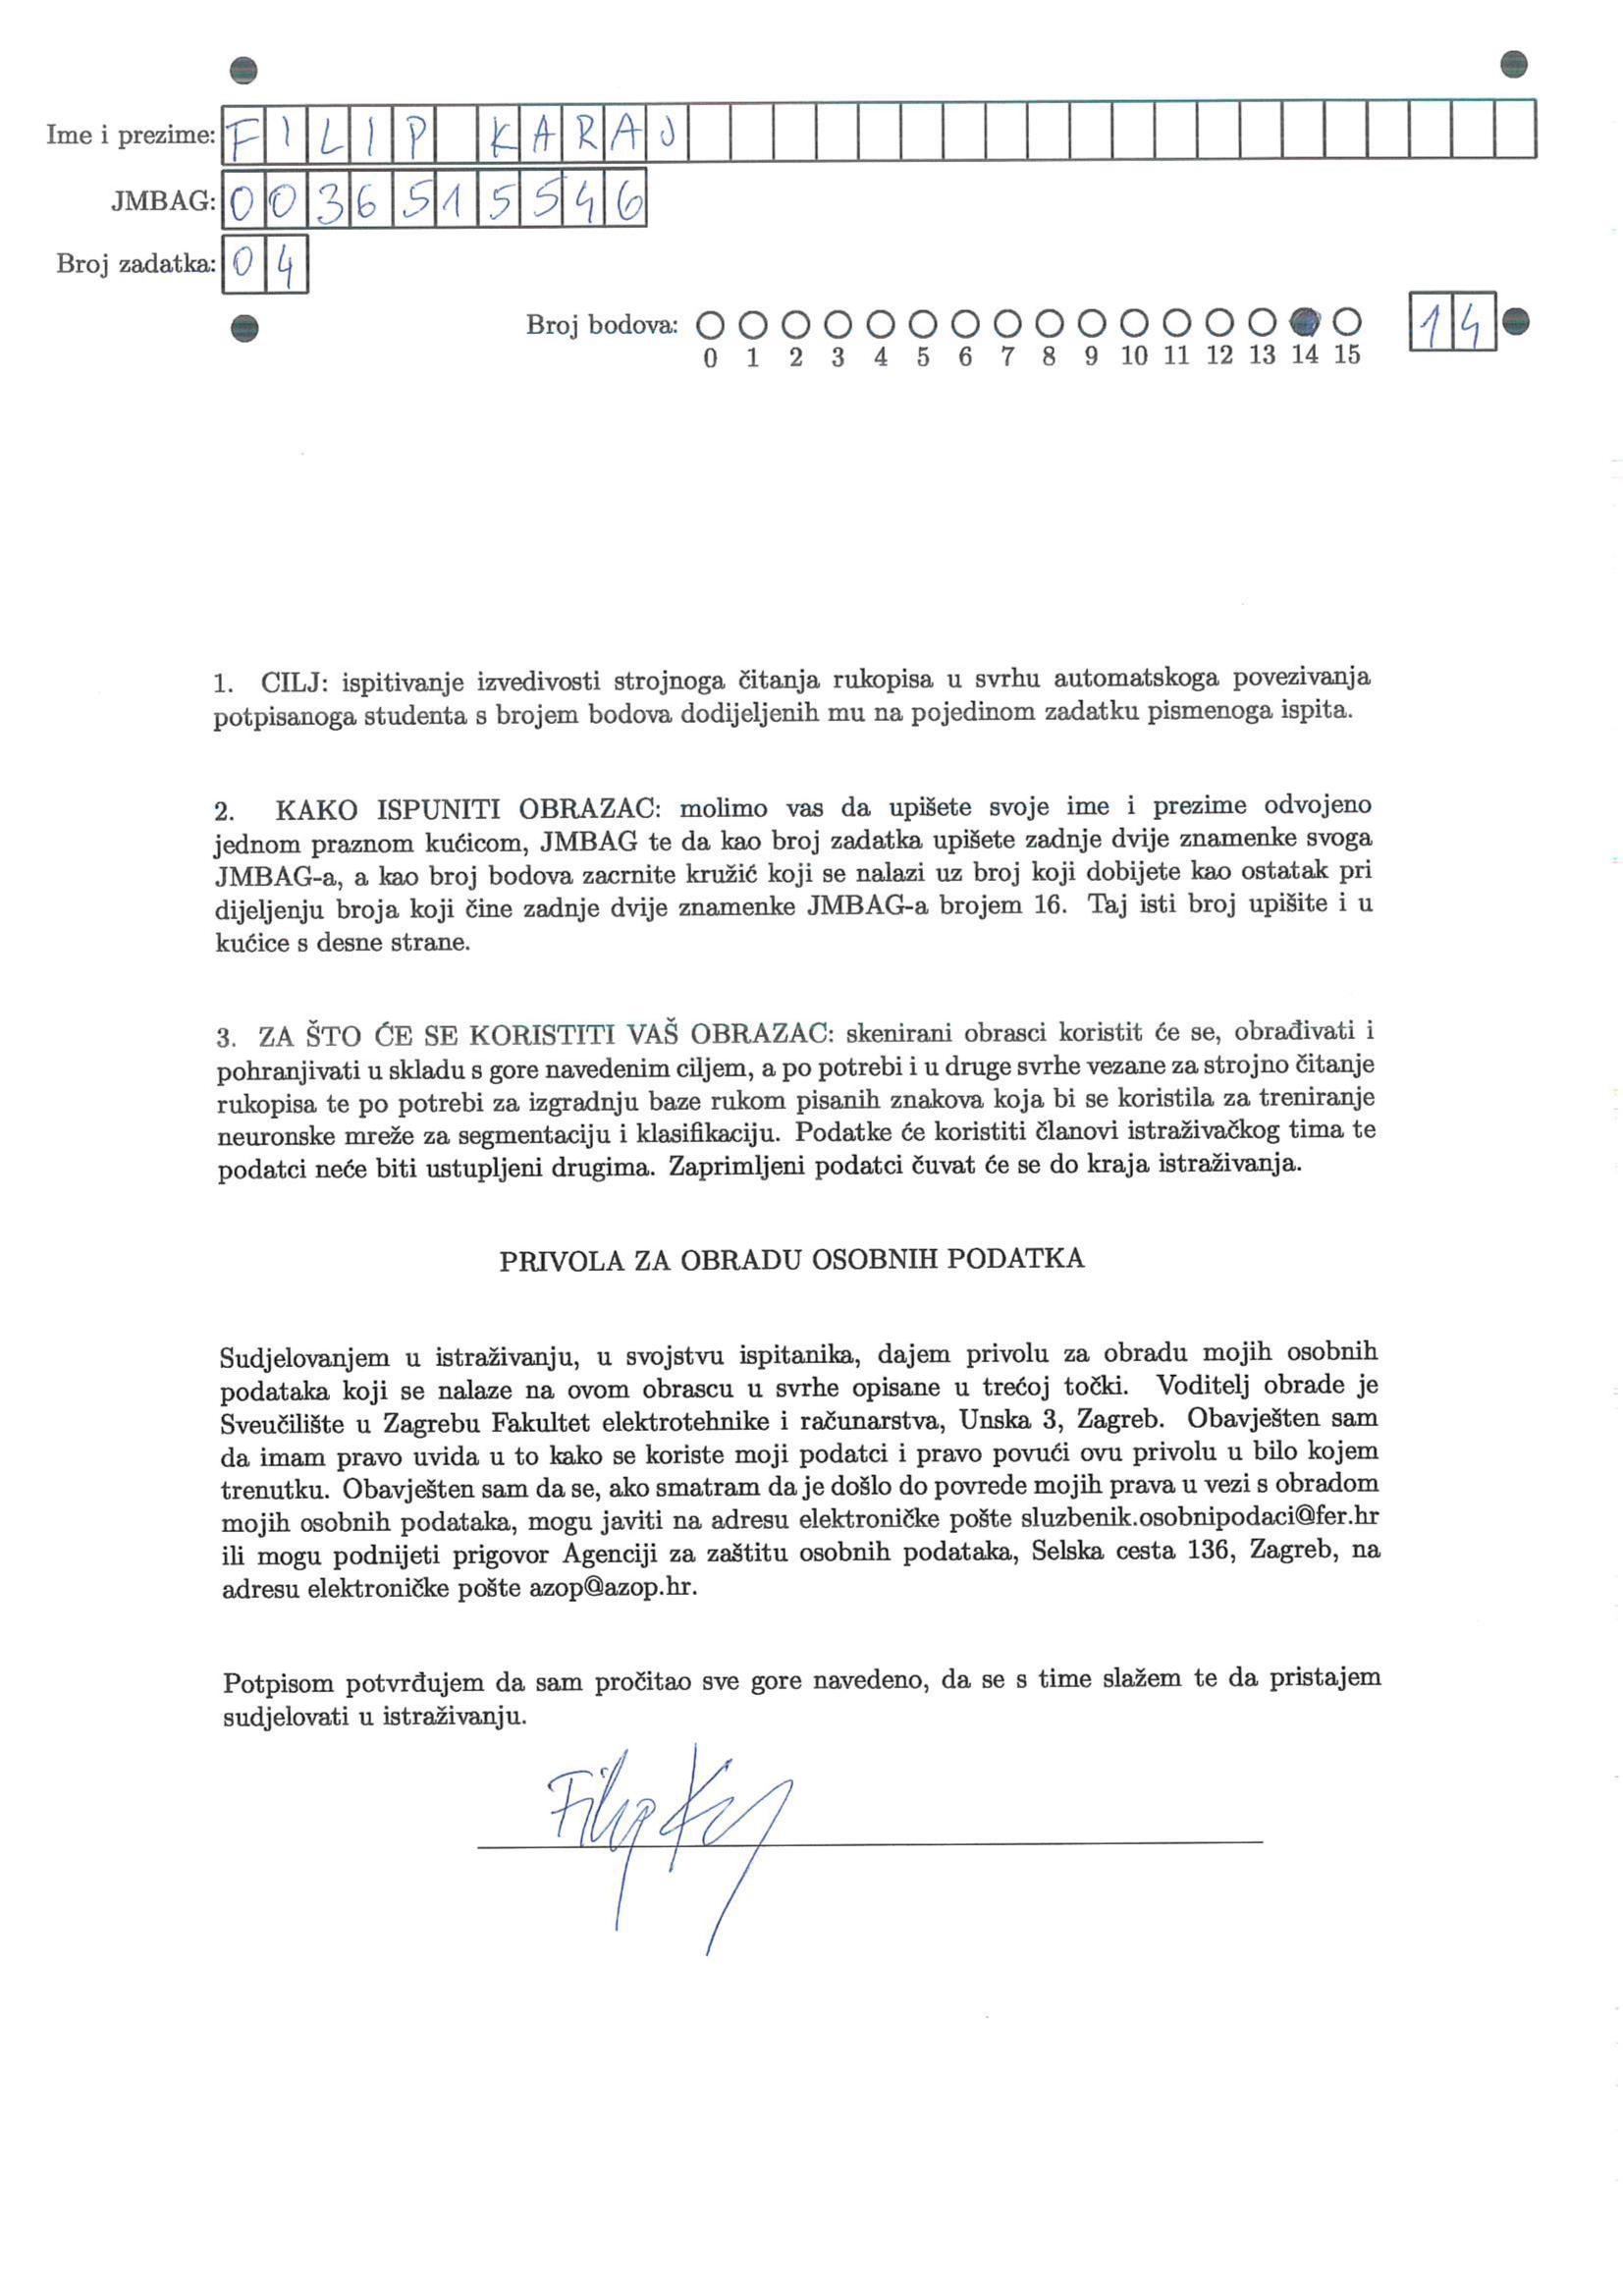 Ime i prezime: FILIP KARAJ
JMBAG: 0036515546
Broj zadatka: 04
Broj bodova: 14
0 1 2 3 4 5 6 7 8 9 10 11 12 13 14 15
1. CILJ: ispitivanje izvedivosti strojnoga čitanja rukopisa u svrhu automatskoga povezivanja
potpisanoga studenta s brojem bodova dodijeljenih mu na pojedinom zadatku pismenoga ispita.
2. KAKO ISPUNITI OBRAZAC: molimo vas da upišete svoje ime i prezime odvojeno
jednom praznom kućicom, JMBAG te da kao broj zadatka upišete zadnje dvije znamenke svoga
JMBAG-a, a kao broj bodova zacrnite kružić koji se nalazi uz broj koji dobijete kao ostatak pri
dijeljenju broja koji čine zadnje dvije znamenke JMBAG-a brojem 16. Taj isti broj upišite i u
kućice s desne strane.
3. ZA ŠTO ĆE SE KORISTITI VAŠ OBRAZAC: skenirani obrasci koristit će se, obrađivati i
pohranjivati u skladu s gore navedenim ciljem, a po potrebi i u druge svrhe vezane za strojno čitanje
rukopisa te po potrebi za izgradnju baze rukom pisanih znakova koja bi se koristila za treniranje
neuronske mreže za segmentaciju i klasifikaciju. Podatke će koristiti članovi istraživačkog tima te
podatci neće biti ustupljeni drugima. Zaprimljeni podatci čuvat će se do kraja istraživanja.
PRIVOLA ZA OBRADU OSOBNIH PODATKA
Sudjelovanjem u istraživanju, u svojstvu ispitanika, dajem privolu za obradu mojih osobnih
podataka koji se nalaze na ovom obrascu u svrhe opisane u trećoj točki. Voditelj obrade je
Sveučilište u Zagrebu Fakultet elektrotehnike i računarstva, Unska 3, Zagreb. Obavješten sam
da imam pravo uvida u to kako se koriste moji podatci i pravo povući ovu privolu u bilo kojem
trenutku. Obavješten sam da se, ako smatram da je došlo do povrede mojih prava u vezi s obradom
mojih osobnih podataka, mogu javiti na adresu elektroničke pošte sluzbenik.osobnipodaci@fer.hr
ili mogu podnijeti prigovor Agenciji za zaštitu osobnih podataka, Selska cesta 136, Zagreb, na
adresu elektroničke pošte azop@azop.hr.
Potpisom potvrđujem da sam pročitao sve gore navedeno, da se s time slažem te da pristajem
sudjelovati u istraživanju.
Filip